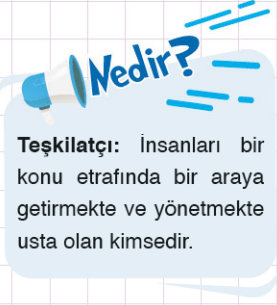 Nedir?
Teşkilatçı: İnsanları bir
konu etrafında bir araya
getirmekte ve yönetmekte
usta olan kimsedir.